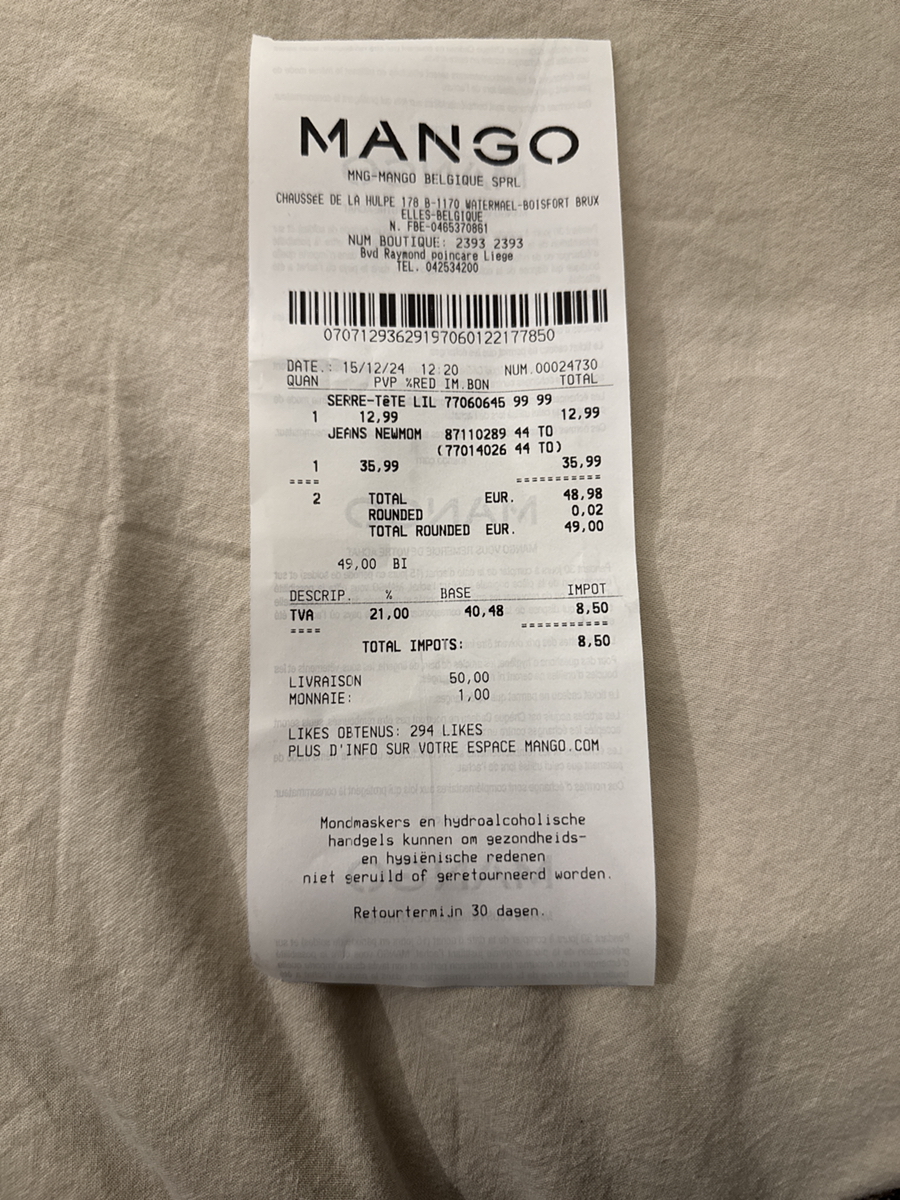 MANGO
MNG-MANGO BELGIQUE SPRL
CHAUSSéE DE LA HULPE 178 B-1170 WATERMAEL-BOISFORT BRUX
ELLES-BELGIQUE
N. FBE-0465370861
NUM BOUTIQUE: 2393 2393
Bvd Raymond poincare Liege
TEL. 042534200
07071293629197060122177850
DATE.: 15/12/24 12:20 NUM.00024730
QUAN PVP %RED IM.BON TOTAL
SERRE-TêTE LIL 77060645 99 99
1 12,99 12,99
JEANS NEWMOM 87110289 44 TO
(77014026 44 TO)
1 35,99 35,99
==== ===========
2 TOTAL EUR. 48,98
ROUNDED 0,02
TOTAL ROUNDED EUR. 49,00
49,00 BI
DESCRIP. % BASE IMPOT
TVA 21,00 40,48 8,50
==== ===========
TOTAL IMPOTS: 8,50
LIVRAISON 50,00
MONNAIE: 1,00
LIKES OBTENUS: 294 LIKES
PLUS D'INFO SUR VOTRE ESPACE MANGO.COM
Mondmaskers en hydroalcoholische
handgels kunnen om gezondheids-
en hygiënische redenen
niet geruild of geretourneerd worden.
Retourtermijn 30 dagen.